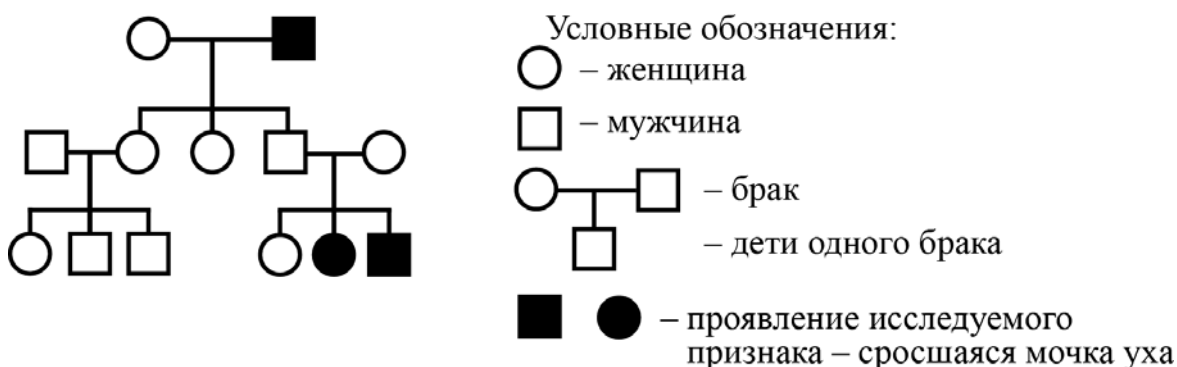 Условные обозначения:
– женщина
– мужчина
– брак
– дети одного брака
– проявление исследуемого
признака – сросшаяся мочка уха